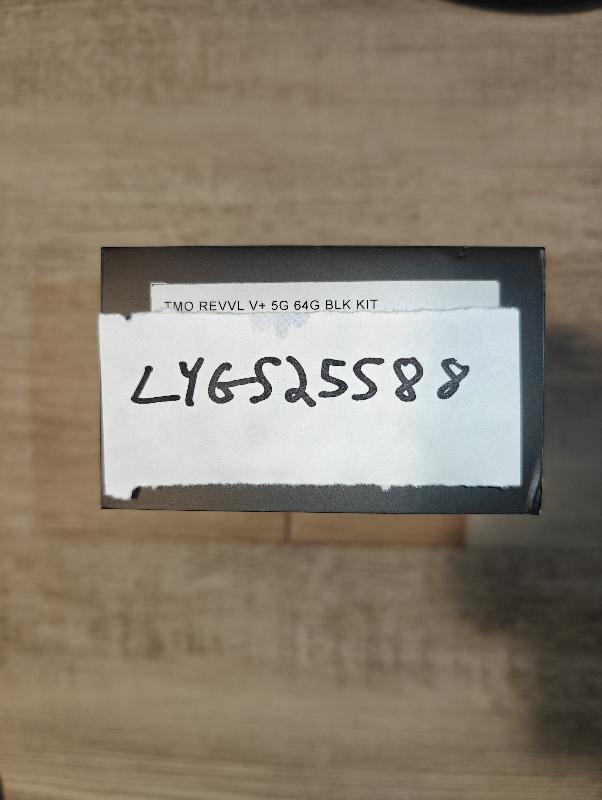 TMO REVVL V+ 5G 64G BLK KIT
LYG525588